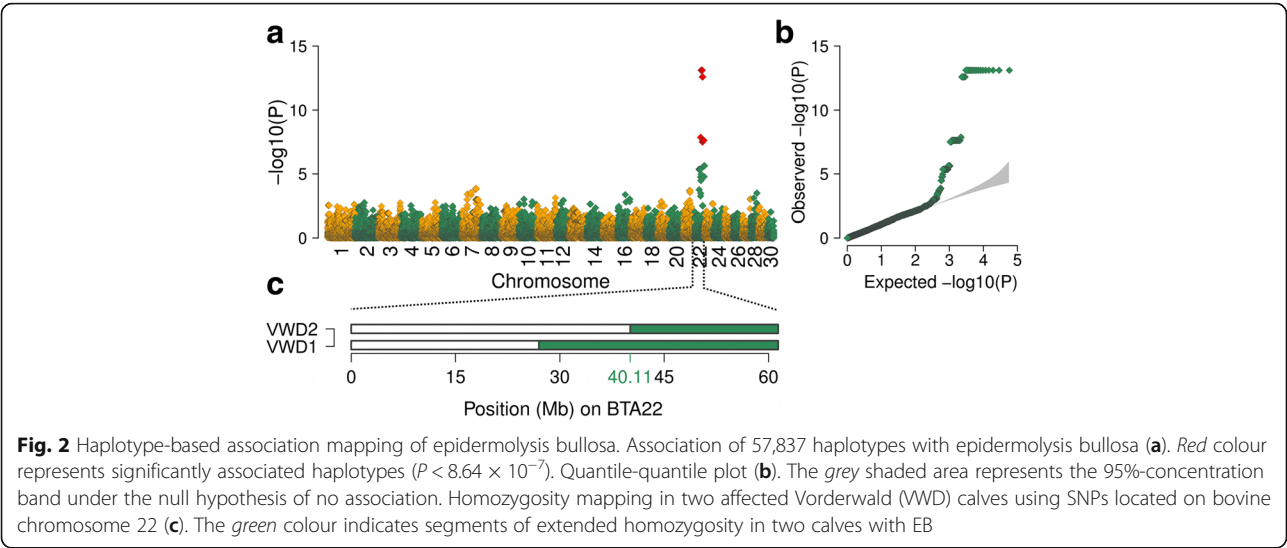 a
15
10
5
0
−log10(P)
1 2 3 4 5 6 7 8 9 10 11 12 14 16 18 20 22 24 26 28 30
Chromosome
b
15
10
5
0
Observerd −log10(P)
0 1 2 3 4 5
Expected −log10(P)
c
VWD2
VWD1
0 15 30 40.11 45 60
Position (Mb) on BTA22
Fig. 2 Haplotype-based association mapping of epidermolysis bullosa. Association of 57,837 haplotypes with epidermolysis bullosa (a). Red colour
represents significantly associated haplotypes (P < 8.64 × 10⁻⁷). Quantile-quantile plot (b). The grey shaded area represents the 95%-concentration
band under the null hypothesis of no association. Homozygosity mapping in two affected Vorderwald (VWD) calves using SNPs located on bovine
chromosome 22 (c). The green colour indicates segments of extended homozygosity in two calves with EB